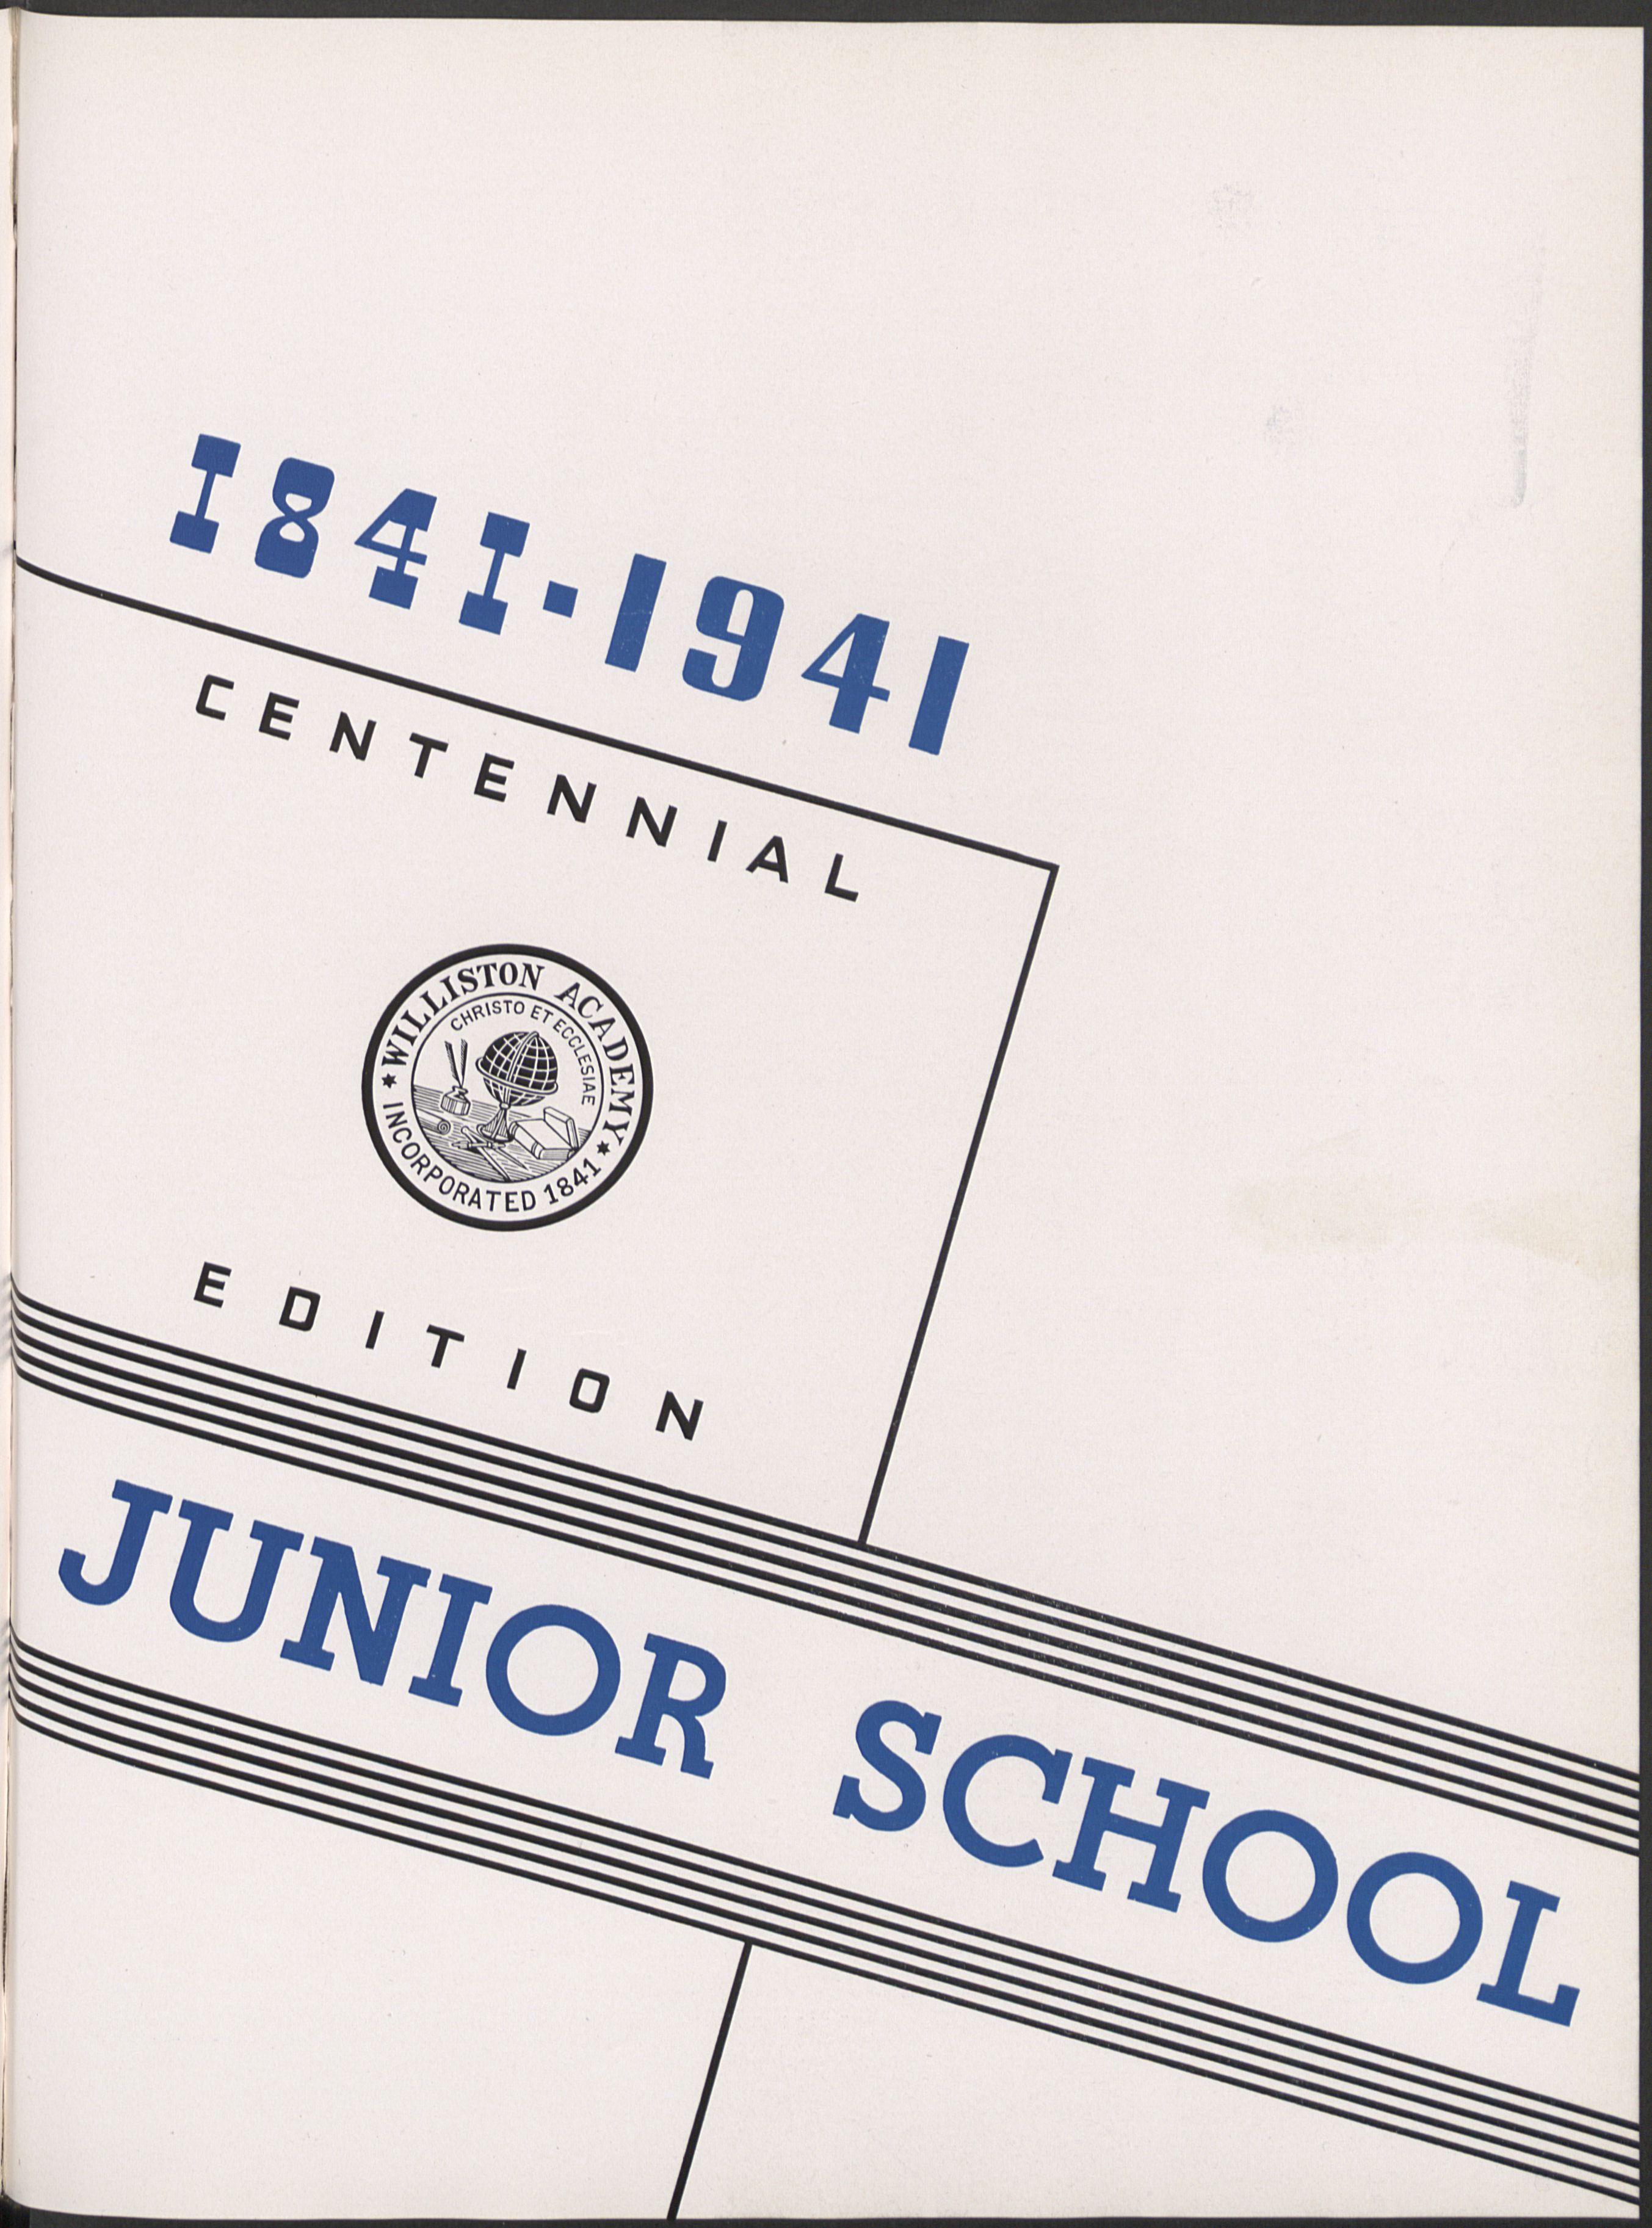 1841-1941
CENTENNIAL
WILLISTON ACADEMY
CHRISTO ET ECCLESIAE
INCORPORATED 1841
EDITION
JUNIOR SCHOOL